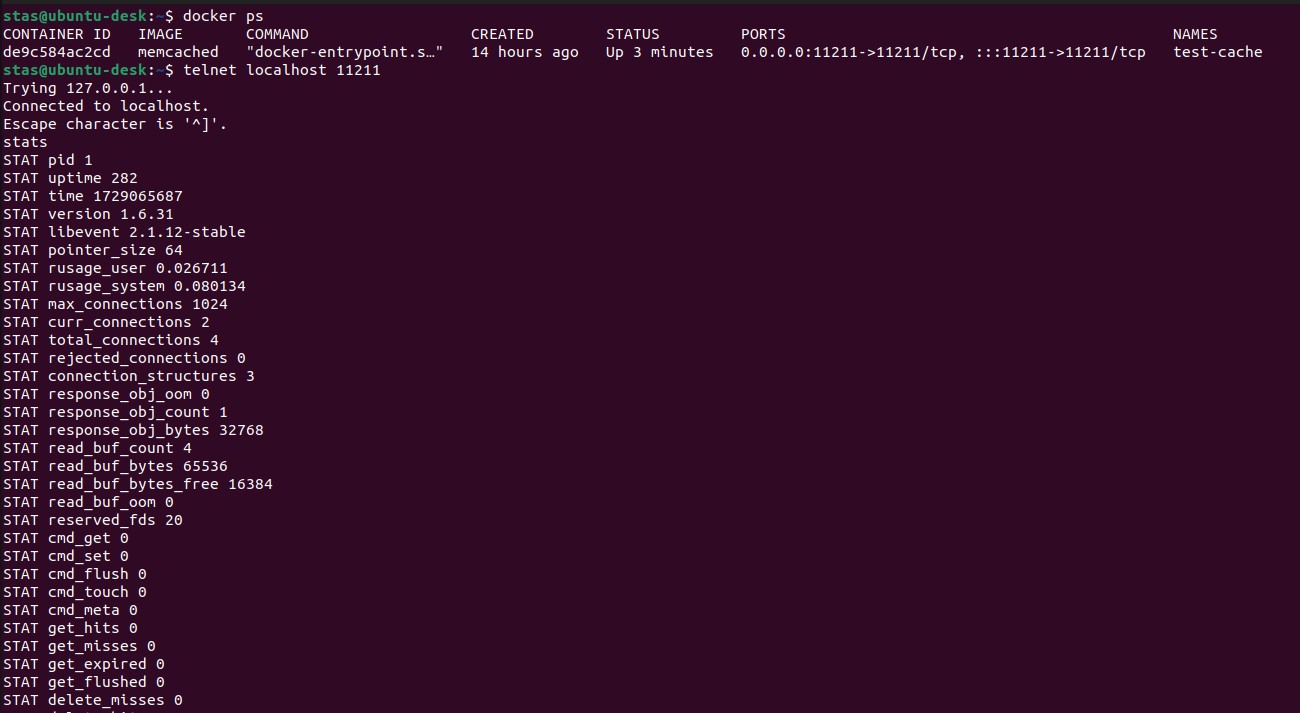 stas@ubuntu-desk:~$ docker ps
CONTAINER ID   IMAGE       COMMAND                  CREATED        STATUS         PORTS                                           NAMES
de9c584ac2cd   memcached   "docker-entrypoint.s…"   14 hours ago   Up 3 minutes   0.0.0.0:11211->11211/tcp, :::11211->11211/tcp   test-cache
stas@ubuntu-desk:~$ telnet localhost 11211
Trying 127.0.0.1...
Connected to localhost.
Escape character is '^]'.
stats
STAT pid 1
STAT uptime 282
STAT time 1729065687
STAT version 1.6.31
STAT libevent 2.1.12-stable
STAT pointer_size 64
STAT rusage_user 0.026711
STAT rusage_system 0.080134
STAT max_connections 1024
STAT curr_connections 2
STAT total_connections 4
STAT rejected_connections 0
STAT connection_structures 3
STAT response_obj_oom 0
STAT response_obj_count 1
STAT response_obj_bytes 32768
STAT read_buf_count 4
STAT read_buf_bytes 65536
STAT read_buf_bytes_free 16384
STAT read_buf_oom 0
STAT reserved_fds 20
STAT cmd_get 0
STAT cmd_set 0
STAT cmd_flush 0
STAT cmd_touch 0
STAT cmd_meta 0
STAT get_hits 0
STAT get_misses 0
STAT get_expired 0
STAT get_flushed 0
STAT delete_misses 0